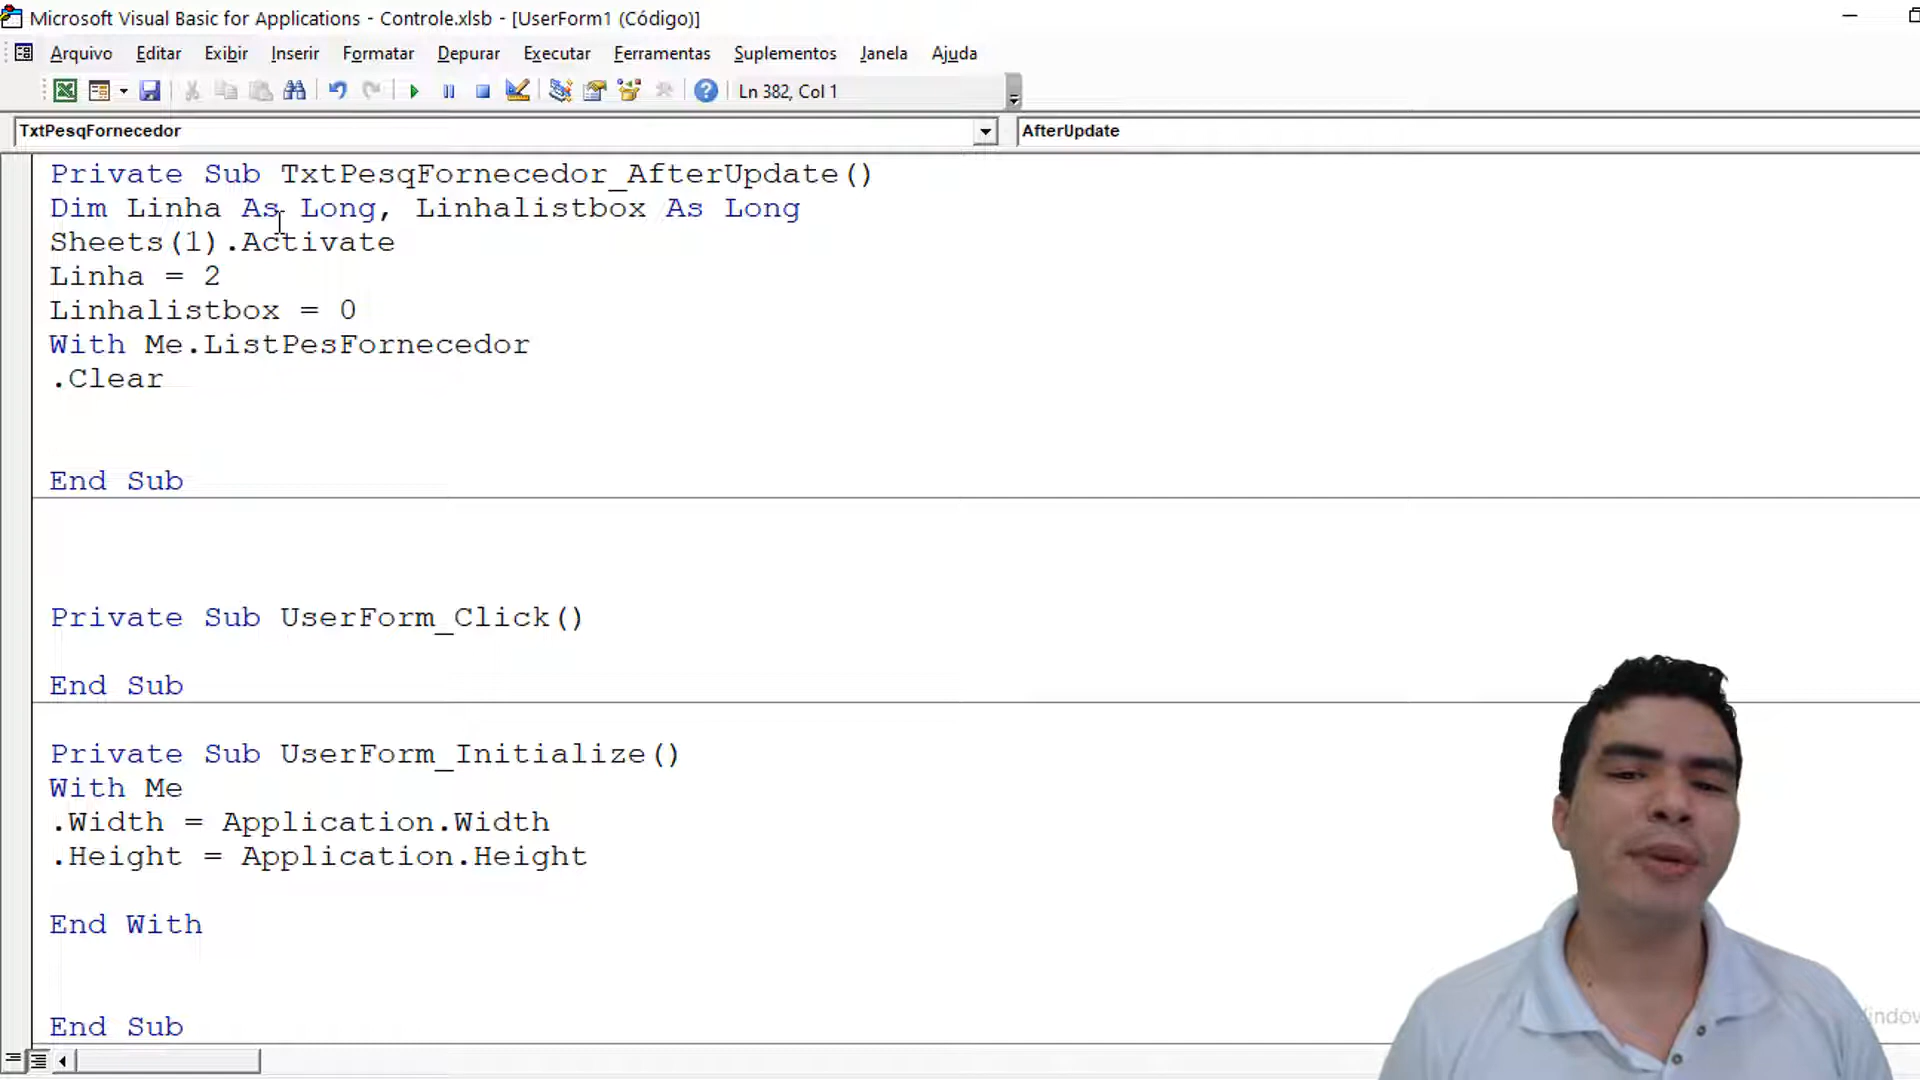 Microsoft Visual Basic for Applications - Controle.xlsb - [UserForm1 (Código)]
Arquivo Editar Exibir Inserir Formatar Depurar Executar Ferramentas Suplementos Janela Ajuda
Ln 382, Col 1
TxtPesqFornecedor AfterUpdate
Private Sub TxtPesqFornecedor_AfterUpdate()
Dim Linha As Long, Linhalistbox As Long
Sheets(1).Activate
Linha = 2
Linhalistbox = 0
With Me.ListPesFornecedor
.Clear
End Sub
Private Sub UserForm_Click()
End Sub
Private Sub UserForm_Initialize()
With Me
.Width = Application.Width
.Height = Application.Height
End With
End Sub